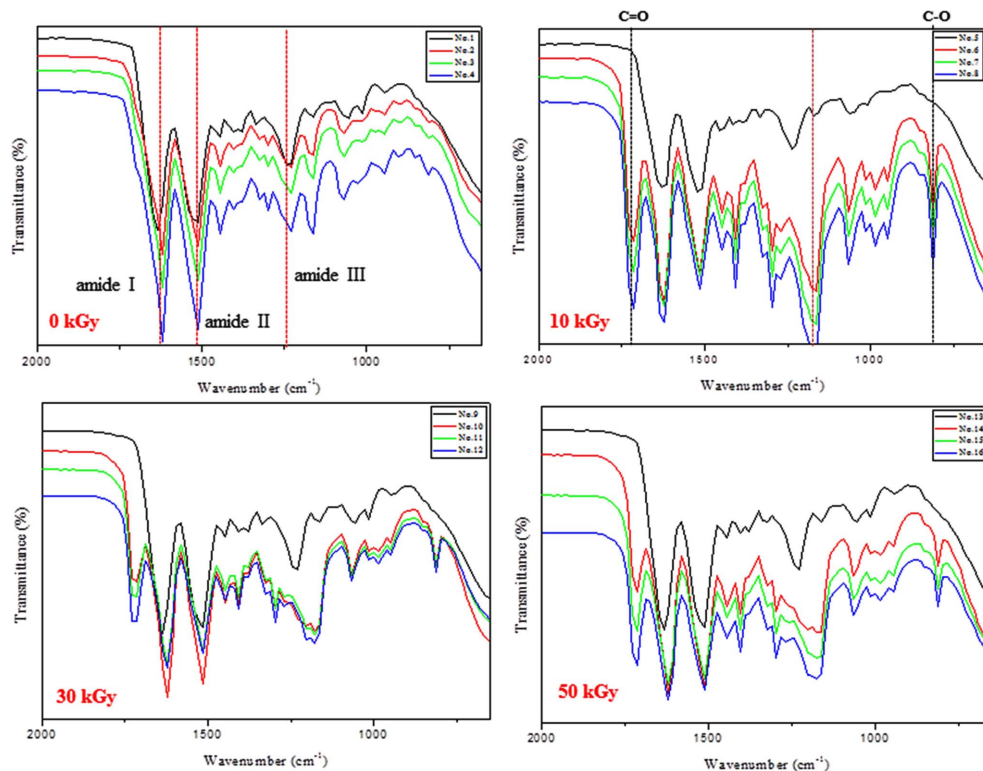 C=O
C-O
No.1
No.2
No.3
No.4
No.5
No.6
No.7
No.8
Transmittance (%)
Transmittance (%)
amide I
amide II
amide III
0 kGy
10 kGy
2000
1500
1000
2000
1500
1000
Wavenumber (cm⁻¹)
Wavenumber (cm⁻¹)
No.9
No.10
No.11
No.12
No.13
No.14
No.15
No.16
Transmittance (%)
Transmittance (%)
30 kGy
50 kGy
2000
1500
1000
2000
1500
1000
Wavenumber (cm⁻¹)
Wavenumber (cm⁻¹)